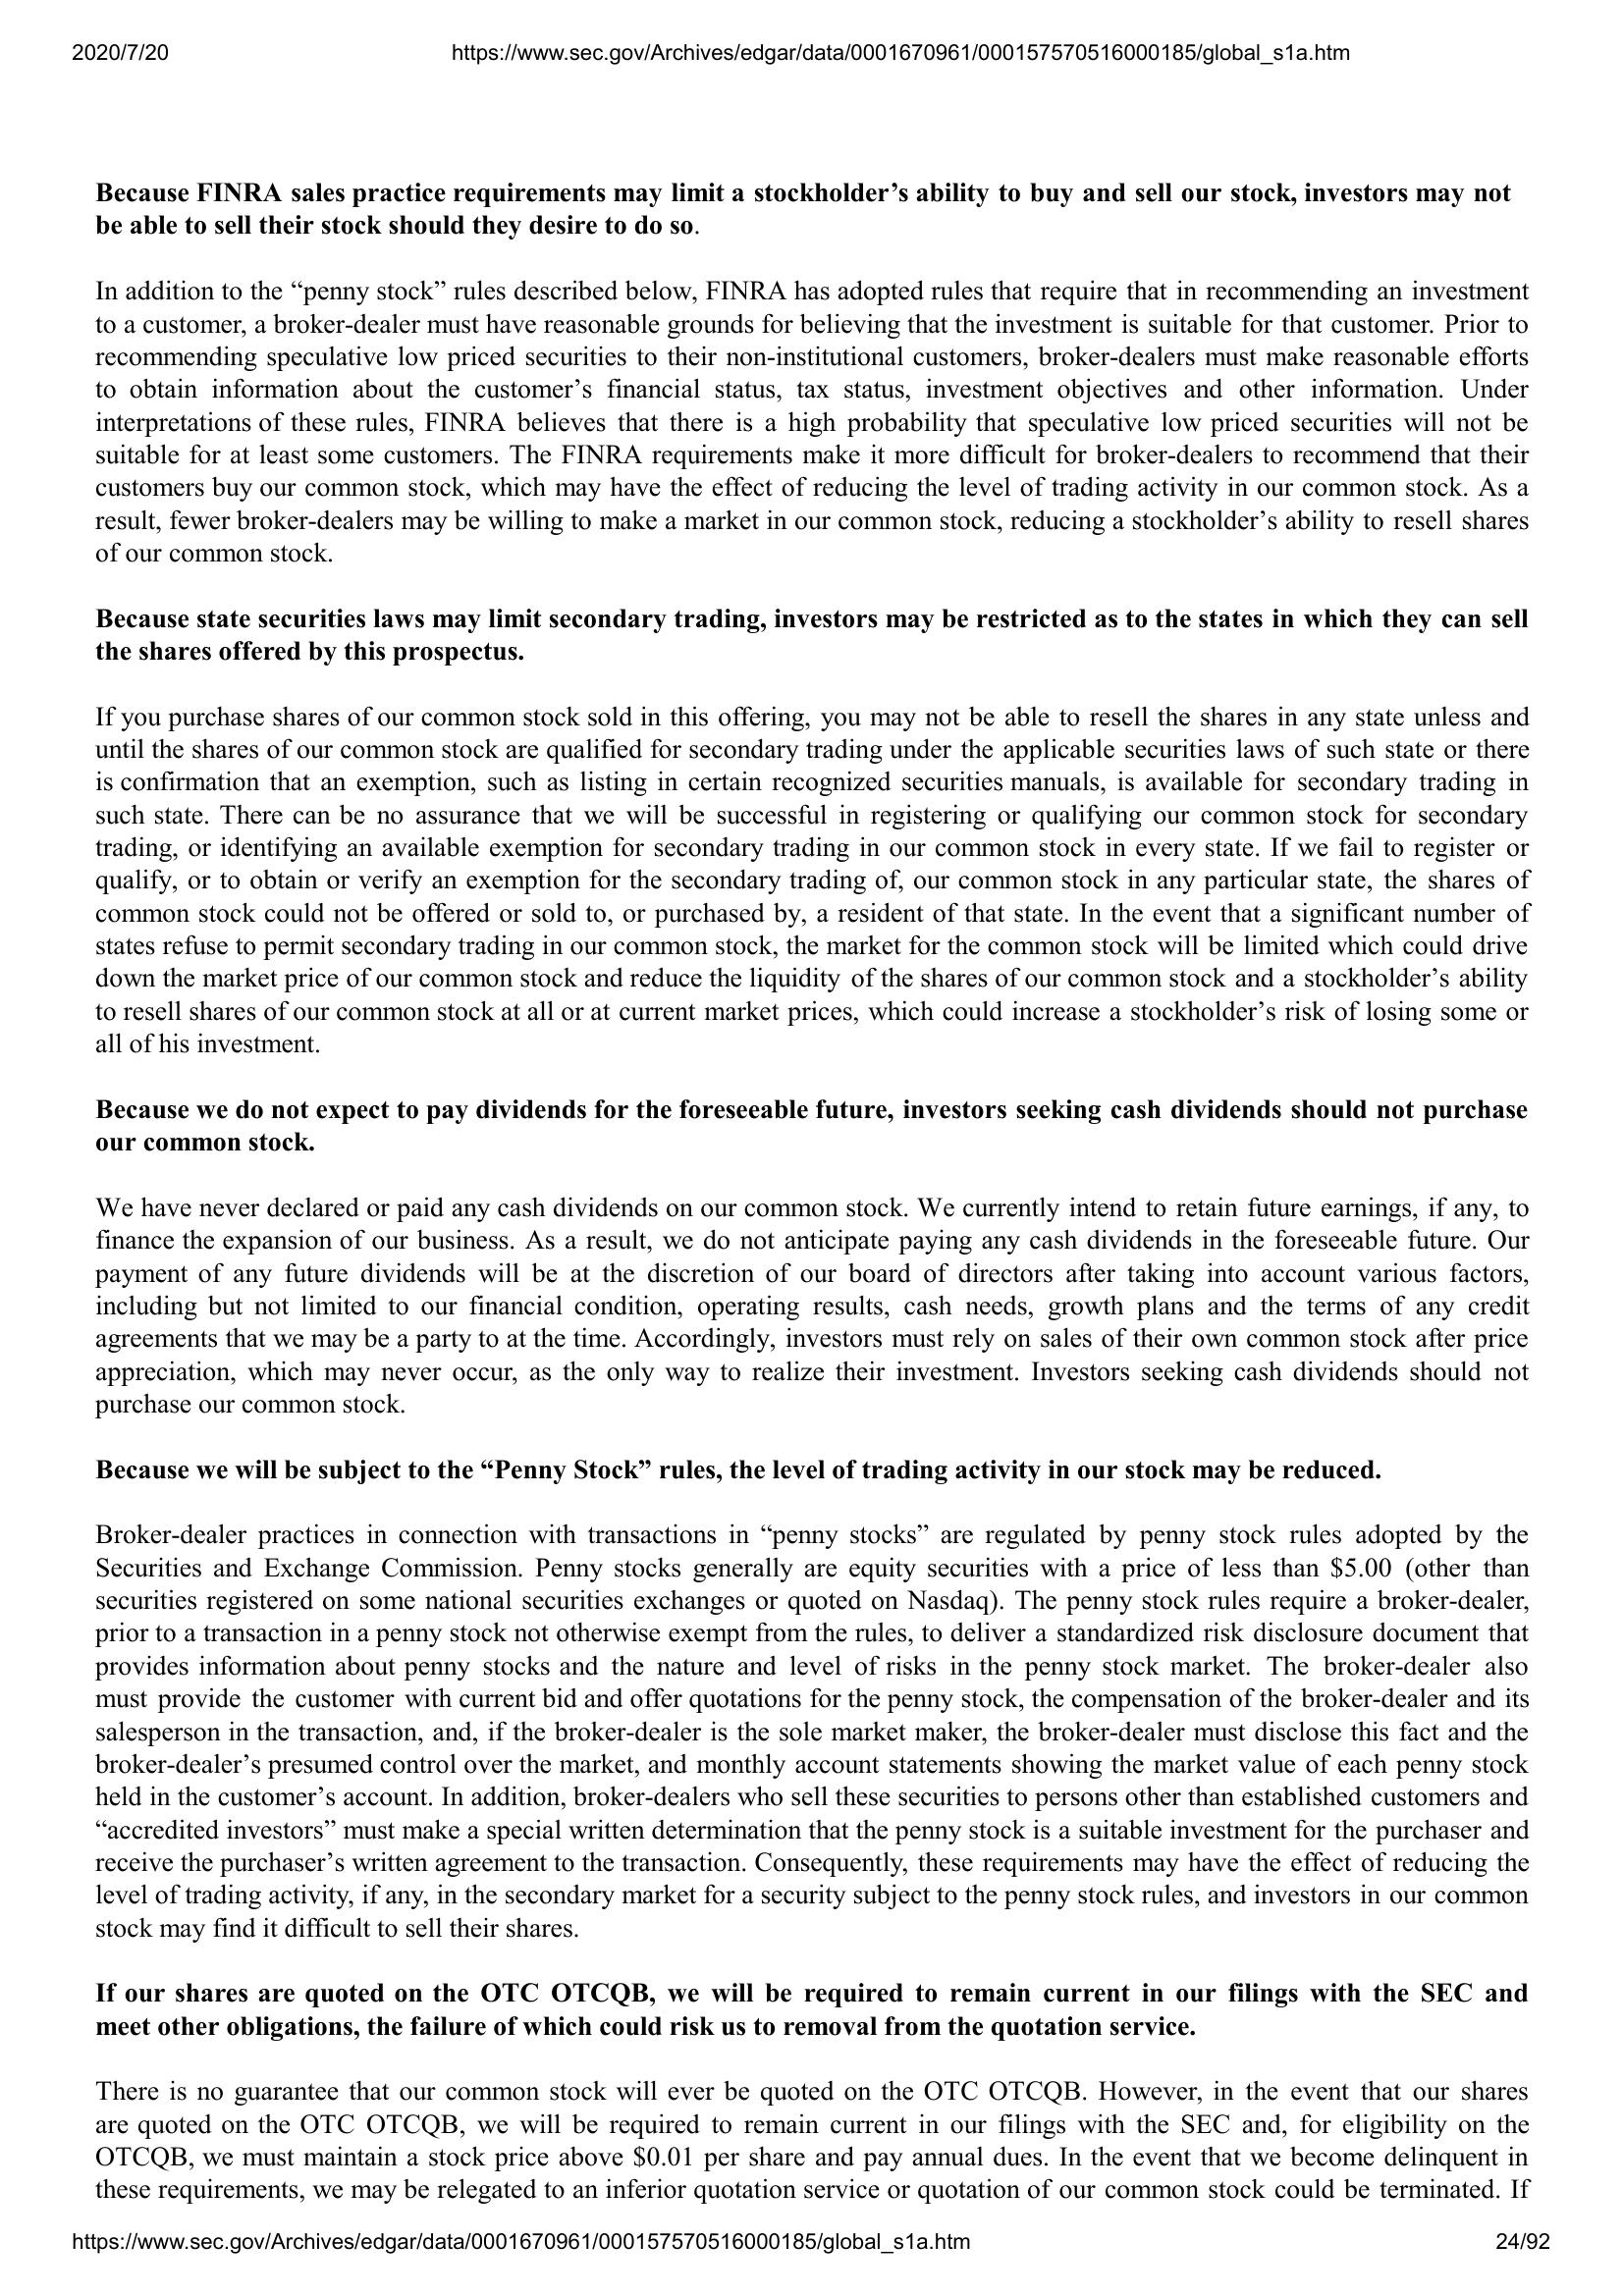 2020/7/20
https://www.sec.gov/Archives/edgar/data/0001670961/000157570516000185/global_s1a.htm
Because FINRA sales practice requirements may limit a stockholder’s ability to buy and sell our stock, investors may not
be able to sell their stock should they desire to do so.
In addition to the “penny stock” rules described below, FINRA has adopted rules that require that in recommending an investment
to a customer, a broker-dealer must have reasonable grounds for believing that the investment is suitable for that customer. Prior to
recommending speculative low priced securities to their non-institutional customers, broker-dealers must make reasonable efforts
to obtain information about the customer’s financial status, tax status, investment objectives and other information. Under
interpretations of these rules, FINRA believes that there is a high probability that speculative low priced securities will not be
suitable for at least some customers. The FINRA requirements make it more difficult for broker-dealers to recommend that their
customers buy our common stock, which may have the effect of reducing the level of trading activity in our common stock. As a
result, fewer broker-dealers may be willing to make a market in our common stock, reducing a stockholder’s ability to resell shares
of our common stock.
Because state securities laws may limit secondary trading, investors may be restricted as to the states in which they can sell
the shares offered by this prospectus.
If you purchase shares of our common stock sold in this offering, you may not be able to resell the shares in any state unless and
until the shares of our common stock are qualified for secondary trading under the applicable securities laws of such state or there
is confirmation that an exemption, such as listing in certain recognized securities manuals, is available for secondary trading in
such state. There can be no assurance that we will be successful in registering or qualifying our common stock for secondary
trading, or identifying an available exemption for secondary trading in our common stock in every state. If we fail to register or
qualify, or to obtain or verify an exemption for the secondary trading of, our common stock in any particular state, the shares of
common stock could not be offered or sold to, or purchased by, a resident of that state. In the event that a significant number of
states refuse to permit secondary trading in our common stock, the market for the common stock will be limited which could drive
down the market price of our common stock and reduce the liquidity of the shares of our common stock and a stockholder’s ability
to resell shares of our common stock at all or at current market prices, which could increase a stockholder’s risk of losing some or
all of his investment.
Because we do not expect to pay dividends for the foreseeable future, investors seeking cash dividends should not purchase
our common stock.
We have never declared or paid any cash dividends on our common stock. We currently intend to retain future earnings, if any, to
finance the expansion of our business. As a result, we do not anticipate paying any cash dividends in the foreseeable future. Our
payment of any future dividends will be at the discretion of our board of directors after taking into account various factors,
including but not limited to our financial condition, operating results, cash needs, growth plans and the terms of any credit
agreements that we may be a party to at the time. Accordingly, investors must rely on sales of their own common stock after price
appreciation, which may never occur, as the only way to realize their investment. Investors seeking cash dividends should not
purchase our common stock.
Because we will be subject to the “Penny Stock” rules, the level of trading activity in our stock may be reduced.
Broker-dealer practices in connection with transactions in “penny stocks” are regulated by penny stock rules adopted by the
Securities and Exchange Commission. Penny stocks generally are equity securities with a price of less than $5.00 (other than
securities registered on some national securities exchanges or quoted on Nasdaq). The penny stock rules require a broker-dealer,
prior to a transaction in a penny stock not otherwise exempt from the rules, to deliver a standardized risk disclosure document that
provides information about penny stocks and the nature and level of risks in the penny stock market. The broker-dealer also
must provide the customer with current bid and offer quotations for the penny stock, the compensation of the broker-dealer and its
salesperson in the transaction, and, if the broker-dealer is the sole market maker, the broker-dealer must disclose this fact and the
broker-dealer’s presumed control over the market, and monthly account statements showing the market value of each penny stock
held in the customer’s account. In addition, broker-dealers who sell these securities to persons other than established customers and
“accredited investors” must make a special written determination that the penny stock is a suitable investment for the purchaser and
receive the purchaser’s written agreement to the transaction. Consequently, these requirements may have the effect of reducing the
level of trading activity, if any, in the secondary market for a security subject to the penny stock rules, and investors in our common
stock may find it difficult to sell their shares.
If our shares are quoted on the OTC OTCQB, we will be required to remain current in our filings with the SEC and
meet other obligations, the failure of which could risk us to removal from the quotation service.
There is no guarantee that our common stock will ever be quoted on the OTC OTCQB. However, in the event that our shares
are quoted on the OTC OTCQB, we will be required to remain current in our filings with the SEC and, for eligibility on the
OTCQB, we must maintain a stock price above $0.01 per share and pay annual dues. In the event that we become delinquent in
these requirements, we may be relegated to an inferior quotation service or quotation of our common stock could be terminated. If
https://www.sec.gov/Archives/edgar/data/0001670961/000157570516000185/global_s1a.htm
24/92